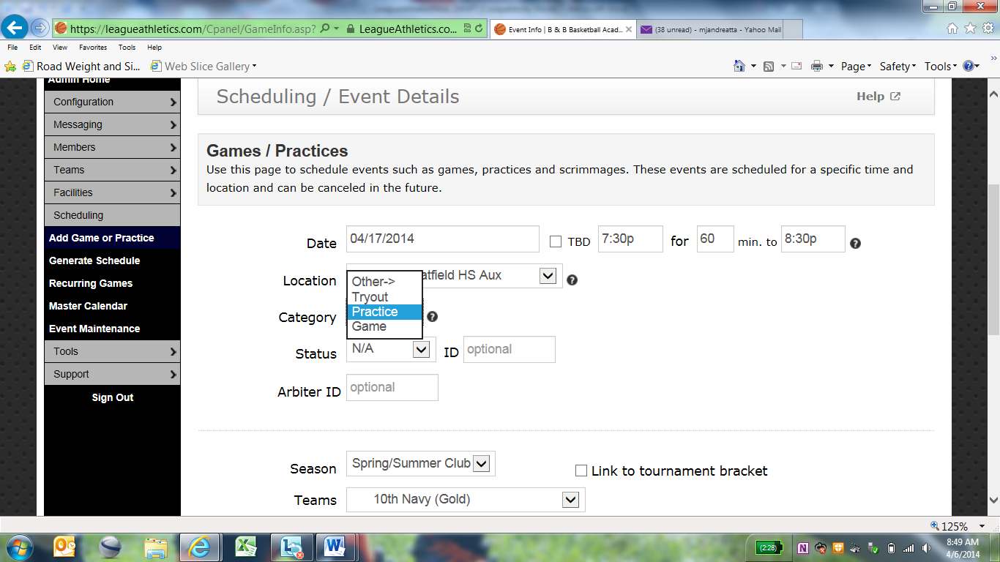 https://leagueathletics.com/Cpanel/GameInfo.asp?
LeagueAthletics.co...
Event Info | B & B Basketball Acad...
(38 unread) - mjandreatta - Yahoo Mail
File Edit View Favorites Tools Help
Road Weight and Si...
Web Slice Gallery
Page Safety Tools
Admin Home
Configuration
Messaging
Members
Teams
Facilities
Scheduling
Add Game or Practice
Generate Schedule
Recurring Games
Master Calendar
Event Maintenance
Tools
Support
Sign Out
Scheduling / Event Details
Help
Games / Practices
Use this page to schedule events such as games, practices and scrimmages. These events are scheduled for a specific time and
location and can be canceled in the future.
Date 04/17/2014 TBD 7:30p for 60 min. to 8:30p
Location HS Aux
Other->
Tryout
Category Practice
Game
Status N/A ID optional
Arbiter ID optional
Season Spring/Summer Club
Link to tournament bracket
Teams 10th Navy (Gold)
125%
(2:28)
8:49 AM
4/6/2014